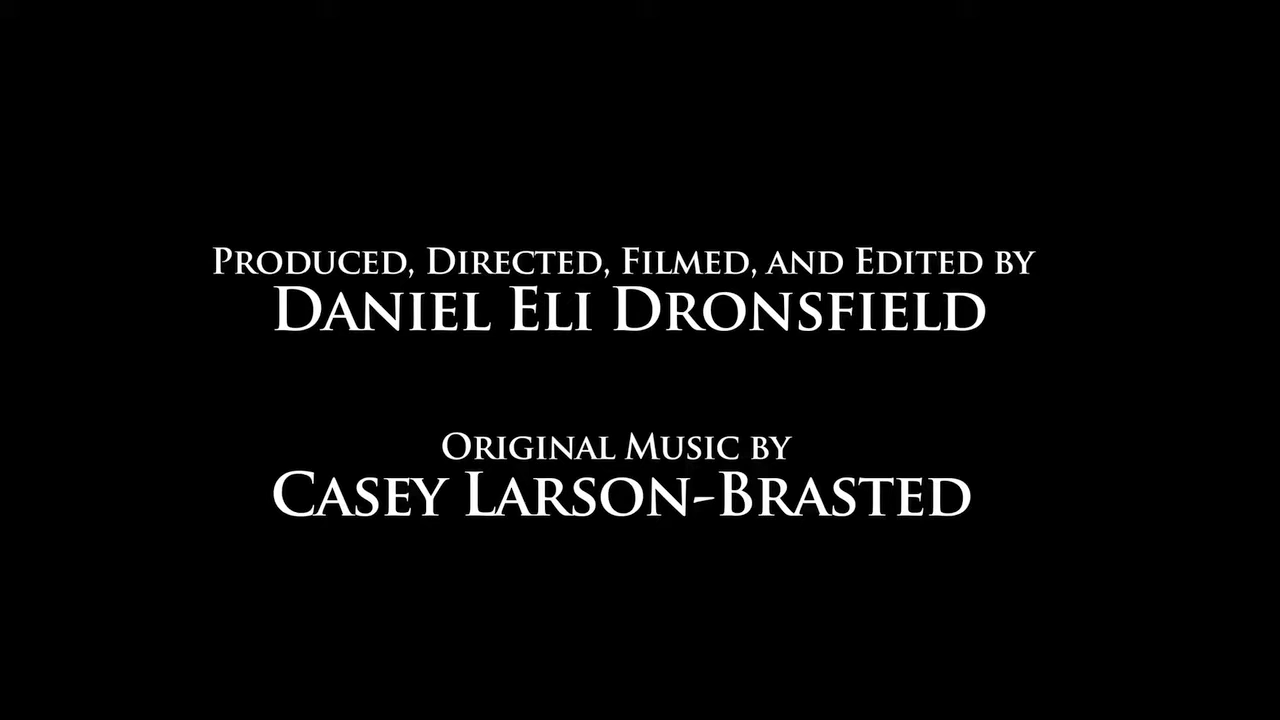 Produced, Directed, Filmed, and Edited by
Daniel Eli Dronsfield
Original Music by
Casey Larson-Brasted